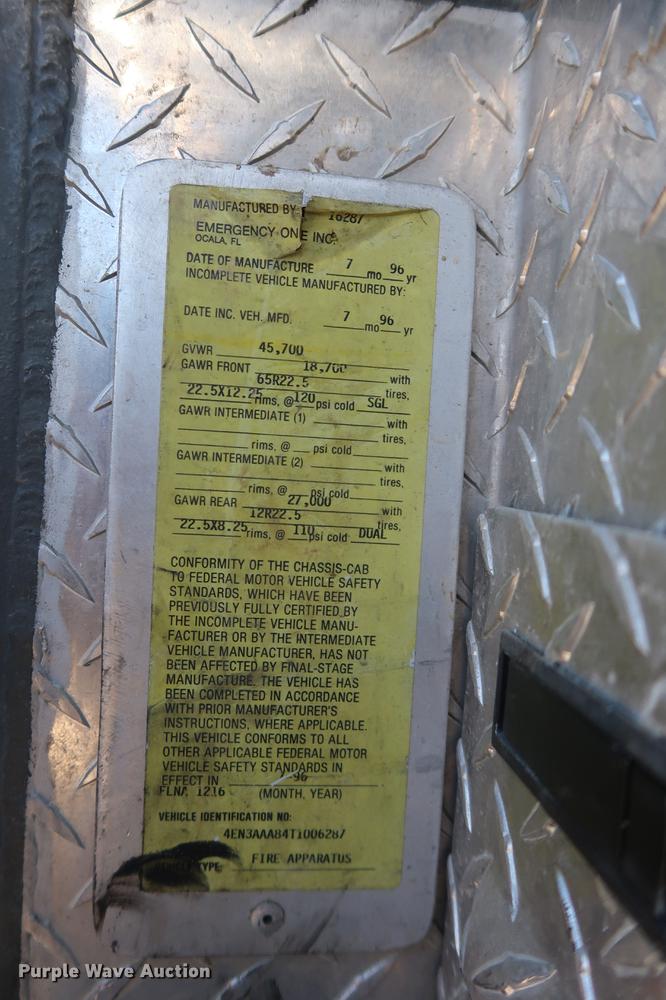 MANUFACTURED BY 16287
EMERGENCY ONE INC.
OCALA, FL
DATE OF MANUFACTURE 7 mo 96 yr
INCOMPLETE VEHICLE MANUFACTURED BY:
DATE INC. VEH. MFD. 7 mo 96 yr
GVWR 45,700
GAWR FRONT 18,700 with
65R22.5 tires,
22.5X12.25 rims, @ 120 psi cold SGL
GAWR INTERMEDIATE (1) with
tires,
rims, @ psi cold
GAWR INTERMEDIATE (2) with
tires,
rims, @ psi cold
GAWR REAR 27,000 with
12R22.5 tires,
22.5X8.25 rims, @ 110 psi cold DUAL
CONFORMITY OF THE CHASSIS-CAB
TO FEDERAL MOTOR VEHICLE SAFETY
STANDARDS, WHICH HAVE BEEN
PREVIOUSLY FULLY CERTIFIED BY
THE INCOMPLETE VEHICLE MANU-
FACTURER OR BY THE INTERMEDIATE
VEHICLE MANUFACTURER, HAS NOT
BEEN AFFECTED BY FINAL-STAGE
MANUFACTURE. THE VEHICLE HAS
BEEN COMPLETED IN ACCORDANCE
WITH PRIOR MANUFACTURER'S
INSTRUCTIONS, WHERE APPLICABLE.
THIS VEHICLE CONFORMS TO ALL
OTHER APPLICABLE FEDERAL MOTOR
VEHICLE SAFETY STANDARDS IN
EFFECT IN 96
1216 (MONTH, YEAR)
VEHICLE IDENTIFICATION NO:
4EN3AAA84T1006287
TYPE FIRE APPARATUS
Purple Wave Auction